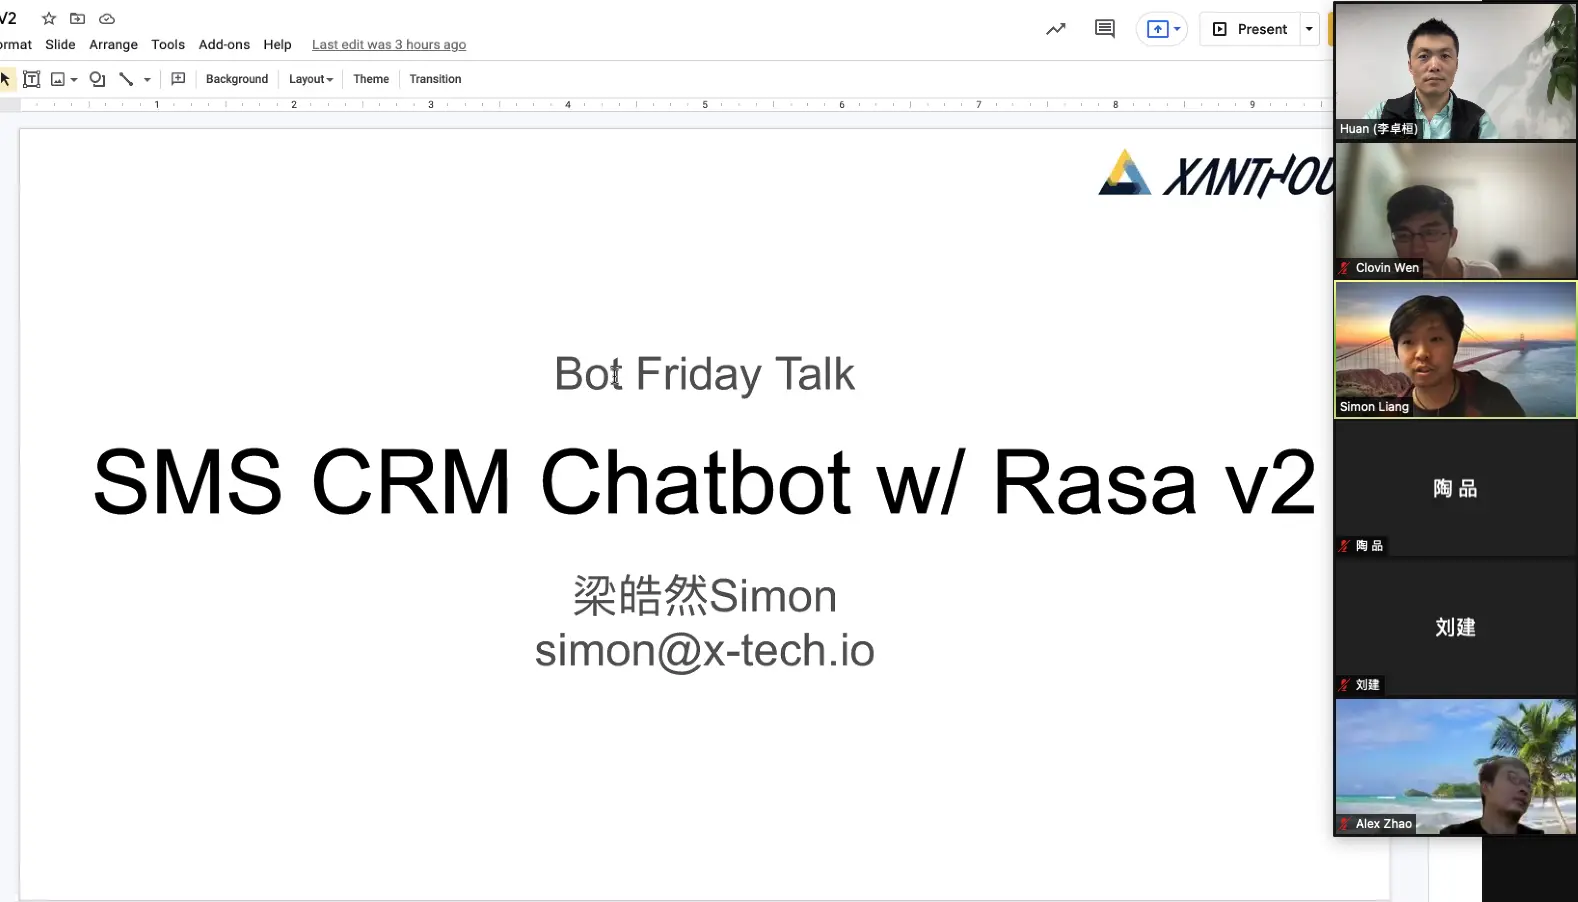 V2
ormat Slide Arrange Tools Add-ons Help Last edit was 3 hours ago
Present
Background Layout Theme Transition
1 2 3 4 5 6 7 8 9
XANTHOU
Bot Friday Talk
SMS CRM Chatbot w/ Rasa v2
梁皓然Simon
simon@x-tech.io
Huan (李卓桓)
Clovin Wen
Simon Liang
陶 品
陶 品
刘建
刘建
Alex Zhao